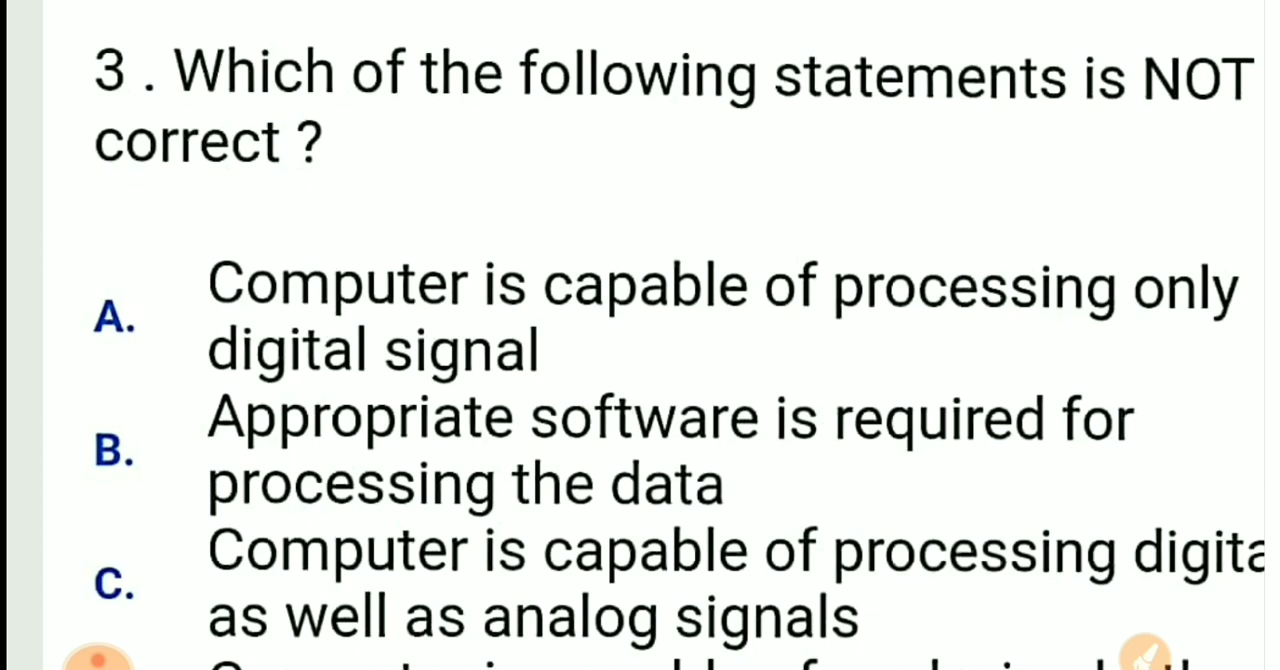 3 . Which of the following statements is NOT
correct ?
A. Computer is capable of processing only
digital signal
B. Appropriate software is required for
processing the data
C. Computer is capable of processing
as well as analog signals